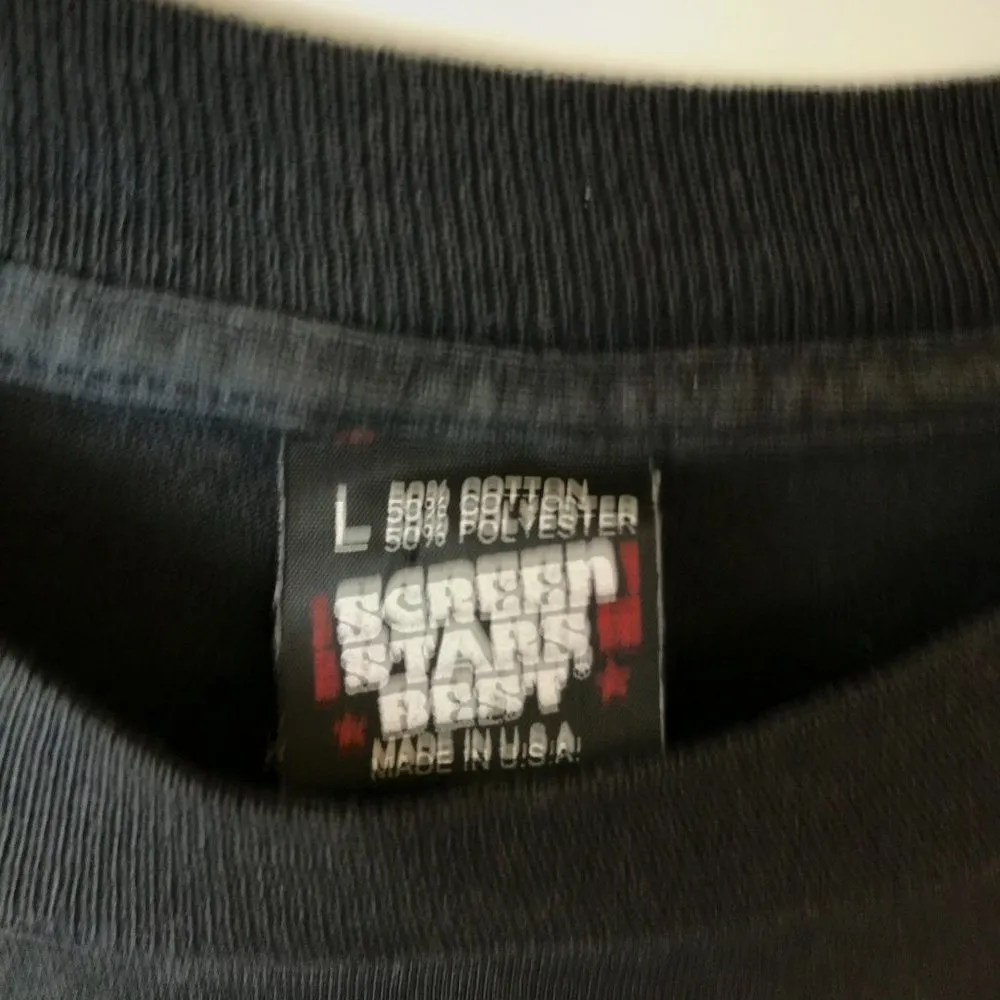 L 50% COTTON
50% POLYESTER
SCREEN
STARS
BEST®
MADE IN U.S.A.